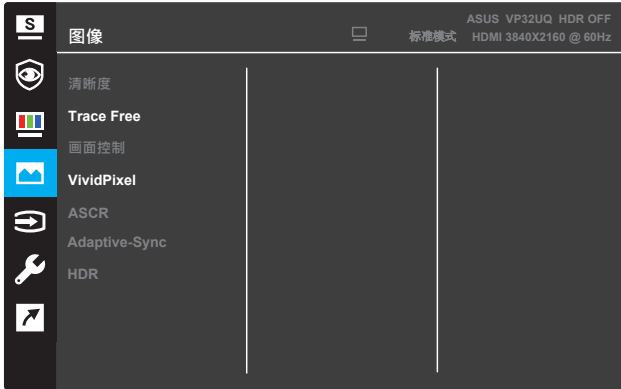 S
ASUS VP32UQ HDR OFF
图像
标准模式 HDMI 3840X2160 @ 60Hz
清晰度
Trace Free
画面控制
VividPixel
ASCR
Adaptive-Sync
HDR